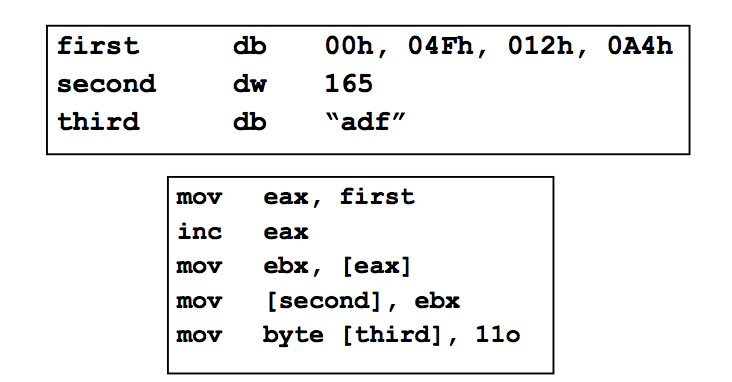 first db 00h, 04Fh, 012h, 0A4h
second dw 165
third db “adf”
mov eax, first
inc eax
mov ebx, [eax]
mov [second], ebx
mov byte [third], 11o